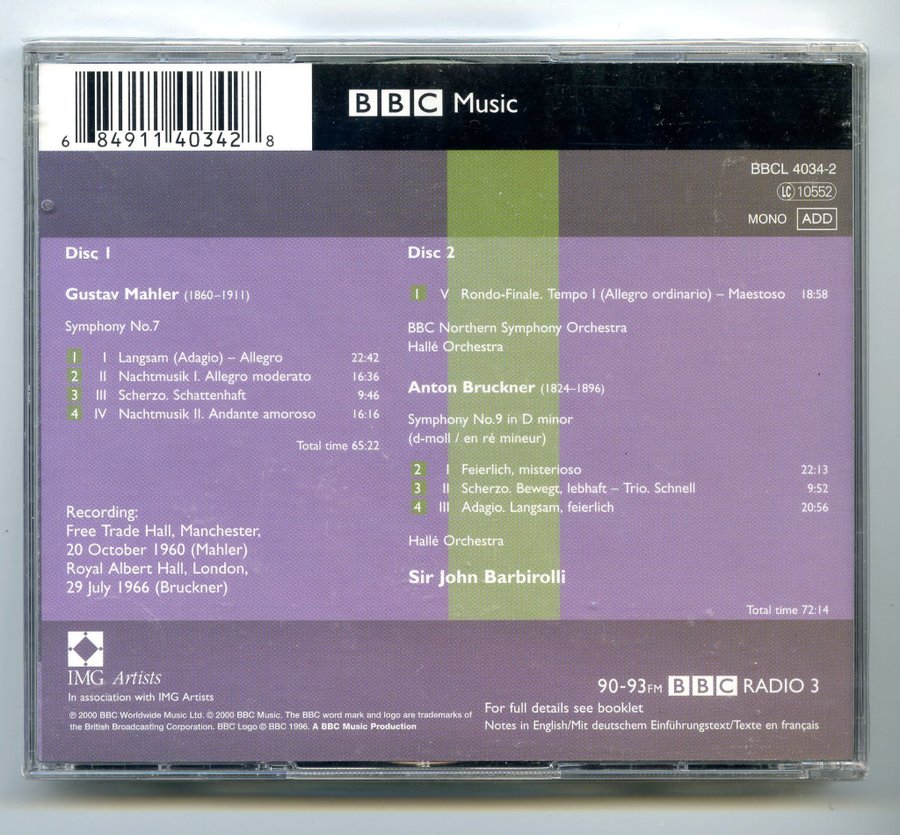 6 84911 40342 8
BBC Music
BBCL 4034-2
LC 10552
MONO ADD
Disc 1
Gustav Mahler (1860–1911)
Symphony No.7
1 I Langsam (Adagio) – Allegro 22:42
2 II Nachtmusik I. Allegro moderato 16:36
3 III Scherzo. Schattenhaft 9:46
4 IV Nachtmusik II. Andante amoroso 16:16
Total time 65:22
Recording:
Free Trade Hall, Manchester,
20 October 1960 (Mahler)
Royal Albert Hall, London,
29 July 1966 (Bruckner)
Disc 2
1 V Rondo-Finale. Tempo I (Allegro ordinario) – Maestoso 18:58
BBC Northern Symphony Orchestra
Hallé Orchestra
Anton Bruckner (1824–1896)
Symphony No.9 in D minor
(d-moll / en ré mineur)
2 I Feierlich, misterioso 22:13
3 II Scherzo. Bewegt, lebhaft – Trio. Schnell 9:52
4 III Adagio. Langsam, feierlich 20:56
Hallé Orchestra
Sir John Barbirolli
Total time 72:14
IMG Artists
In association with IMG Artists
℗ 2000 BBC Worldwide Music Ltd. © 2000 BBC Music. The BBC word mark and logo are trademarks of
the British Broadcasting Corporation. BBC Logo © BBC 1996. A BBC Music Production
90-93FM BBC RADIO 3
For full details see booklet
Notes in English/Mit deutschem Einführungstext/Texte en français